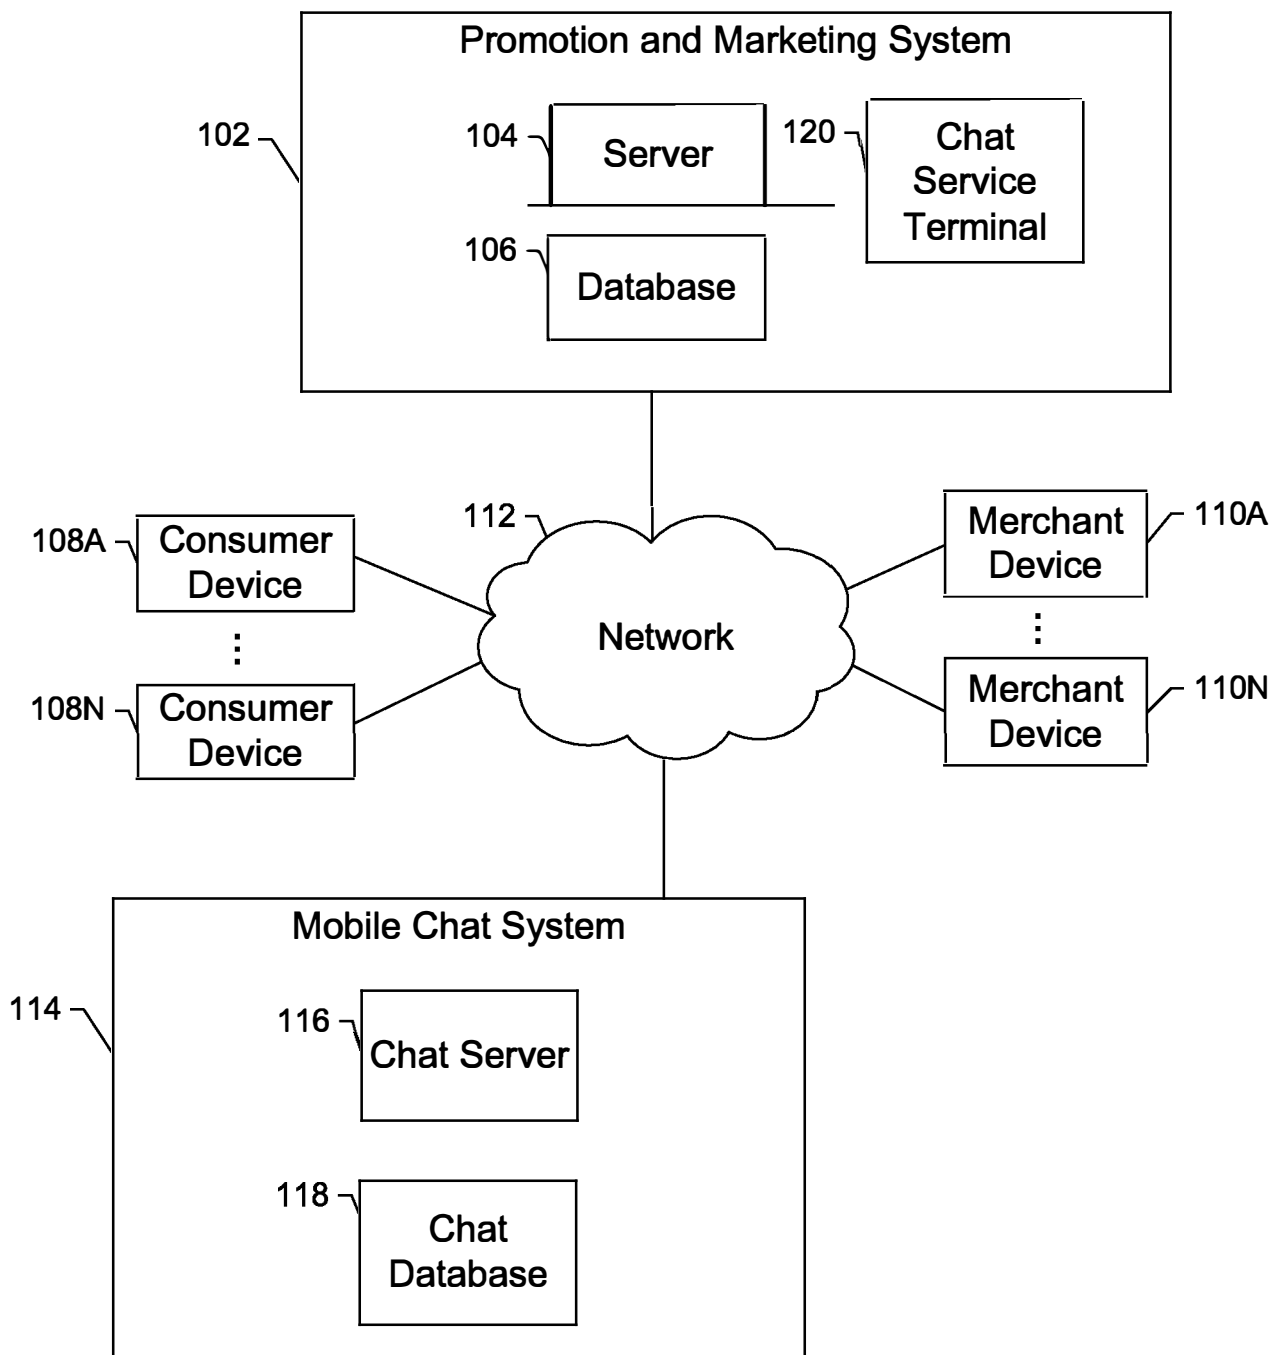 Promotion and Marketing System
102
104
Server
120
Chat
Service
Terminal
106
Database
112
108A
Consumer
Device
Merchant
Device
110A
Network
108N
Consumer
Device
Merchant
Device
110N
Mobile Chat System
114
116
Chat Server
118
Chat
Database